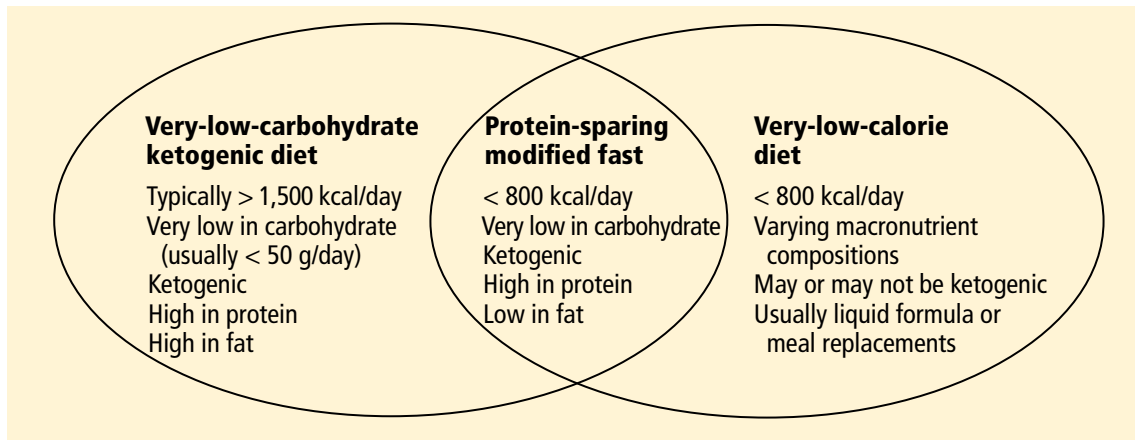 Very-low-carbohydrate
ketogenic diet
Typically > 1,500 kcal/day
Very low in carbohydrate
(usually < 50 g/day)
Ketogenic
High in protein
High in fat
Protein-sparing
modified fast
< 800 kcal/day
Very low in carbohydrate
Ketogenic
High in protein
Low in fat
Very-low-calorie
diet
< 800 kcal/day
Varying macronutrient
compositions
May or may not be ketogenic
Usually liquid formula or
meal replacements